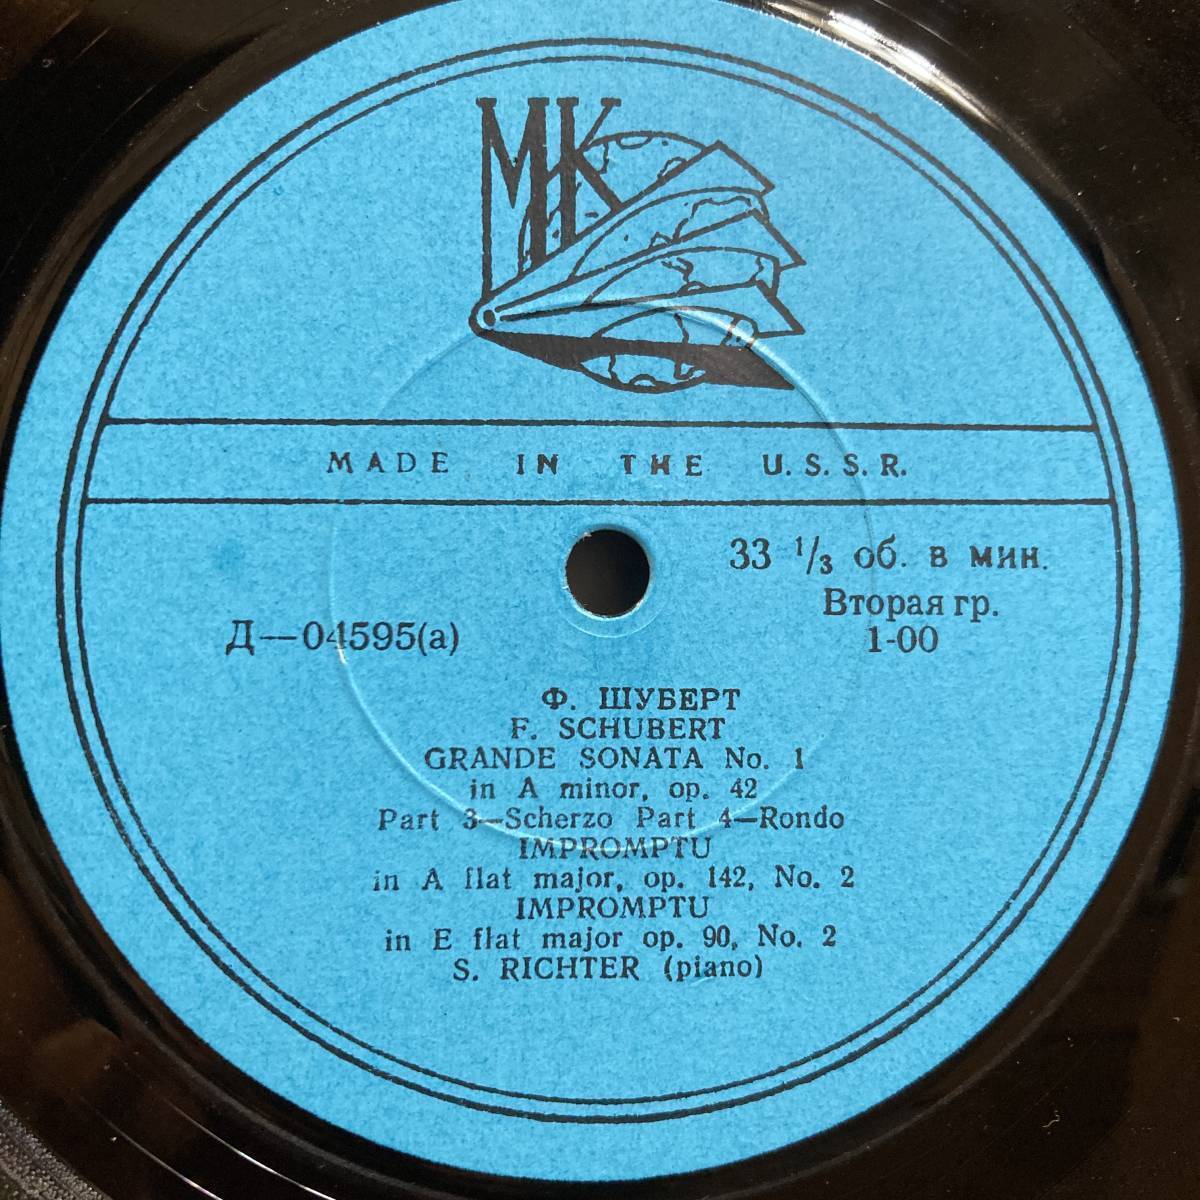 МК
MADE IN THE U.S.S.R.
33 1/3 об. в мин.
Вторая гр.
Д—04595(а)
1-00
Ф. ШУБЕРТ
F. SCHUBERT
GRANDE SONATA No. 1
in A minor, op. 42
Part 3—Scherzo Part 4—Rondo
IMPROMPTU
in A flat major, op. 142, No. 2
IMPROMPTU
in E flat major op. 90, No. 2
S. RICHTER (piano)